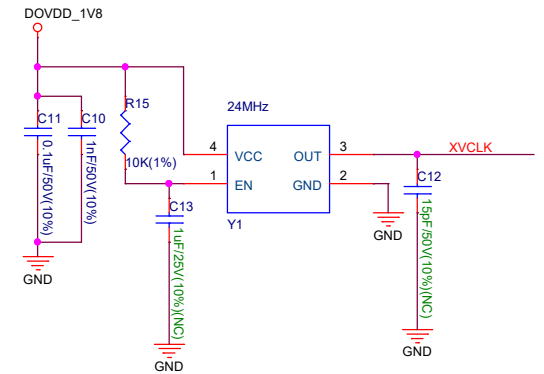 DOVDD_1V8
C11
0.1uF/50V(10%)
C10
1nF/50V(10%)
R15
10K(1%)
24MHz
4
VCC
OUT
3
XVCLK
1
EN
GND
2
Y1
C13
1uF/25V(10%)(NC)
C12
15pF/50V(10%)(NC)
GND
GND
GND
GND